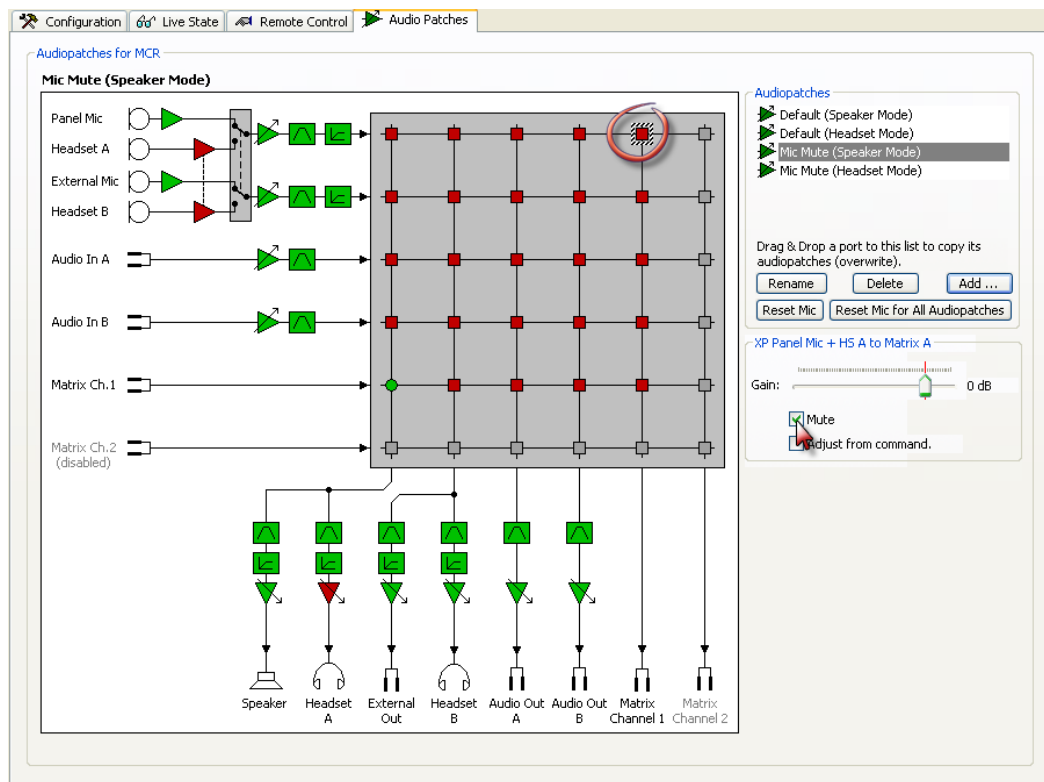 Configuration
Live State
Remote Control
Audio Patches
Audiopatches for MCR
Mic Mute (Speaker Mode)
Panel Mic
Headset A
External Mic
Headset B
Audio In A
Audio In B
Matrix Ch.1
Matrix Ch.2
(disabled)
Speaker
Headset
A
External
Out
Headset
B
Audio Out
A
Audio Out
B
Matrix
Channel 1
Matrix
Channel 2
Audiopatches
Default (Speaker Mode)
Default (Headset Mode)
Mic Mute (Speaker Mode)
Mic Mute (Headset Mode)
Drag & Drop a port to this list to copy its
audiopatches (overwrite).
Rename
Delete
Add ...
Reset Mic
Reset Mic for All Audiopatches
XP Panel Mic + HS A to Matrix A
Gain:
0 dB
Mute
Adjust from command.